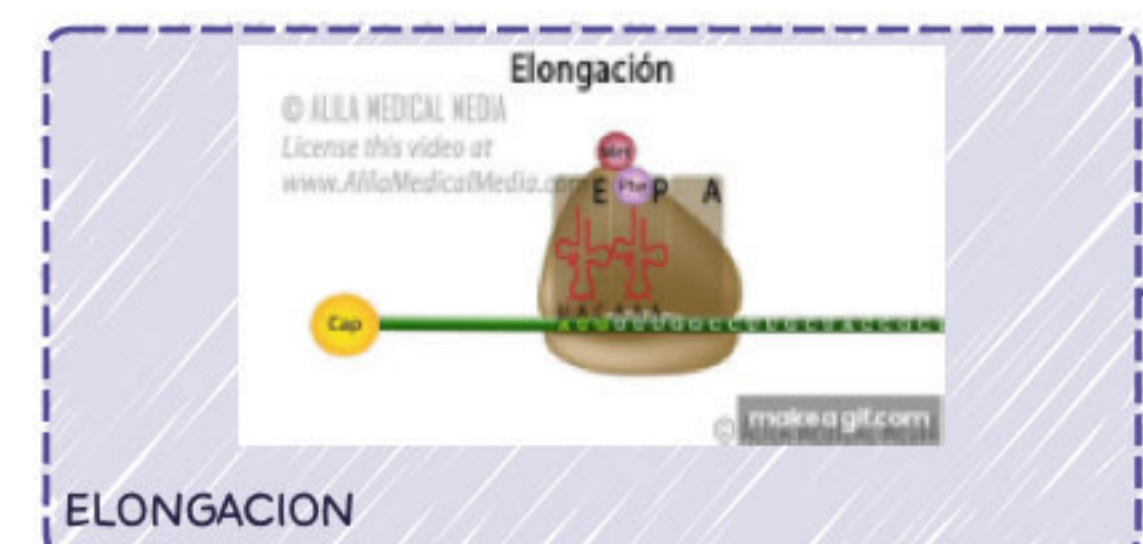 Elongación
© ALILA MEDICAL MEDIA
License this video at
www.AlilaMedicalMedia.com
Met
E Phe P A
Cap
makeagif.com
ELONGACION